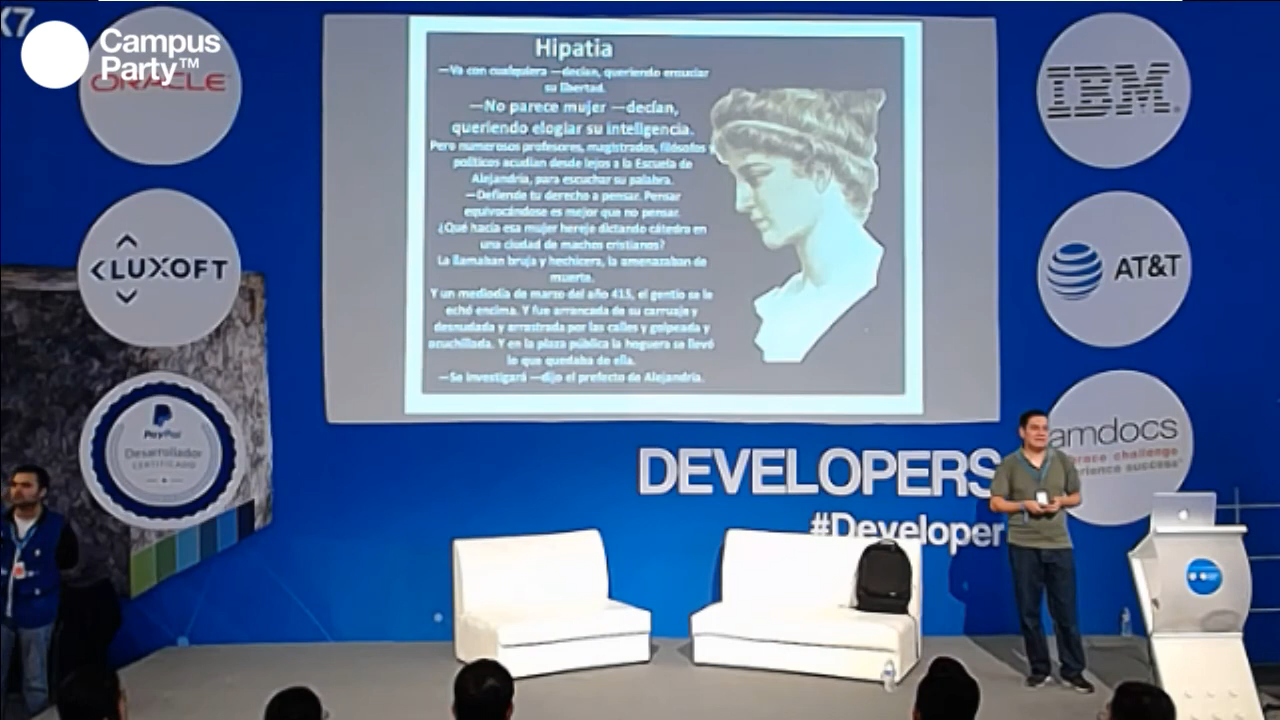 K7
Campus
Party™
ORACLE
Hipatia
—Va con cualquiera —decían, queriendo ensuciar
su libertad.
—No parece mujer —decían,
queriendo elogiar su inteligencia.
Pero numerosos profesores, magistrados, filósofos y
políticos acudían desde lejos a la Escuela de
Alejandría, para escuchar su palabra.
—Defiende tu derecho a pensar. Pensar
equivocándose es mejor que no pensar.
¿Qué hacía esa mujer hereje dictando cátedra en
una ciudad de machos cristianos?
La llamaban bruja y hechicera, la amenazaban de
muerte.
Y un mediodía de marzo del año 415, el gentío se le
echó encima. Y fue arrancada de su carruaje y
desnudada y arrastrada por las calles y golpeada y
acuchillada. Y en la plaza pública la hoguera se llevó
lo que quedaba de ella.
—Se investigará —dijo el prefecto de Alejandría.
IBM
LUXOFT
AT&T
PayPal
Desarrollador
CERTIFICADO
DEVELOPERS
#Developer
amdocs
brace challenge
perience success